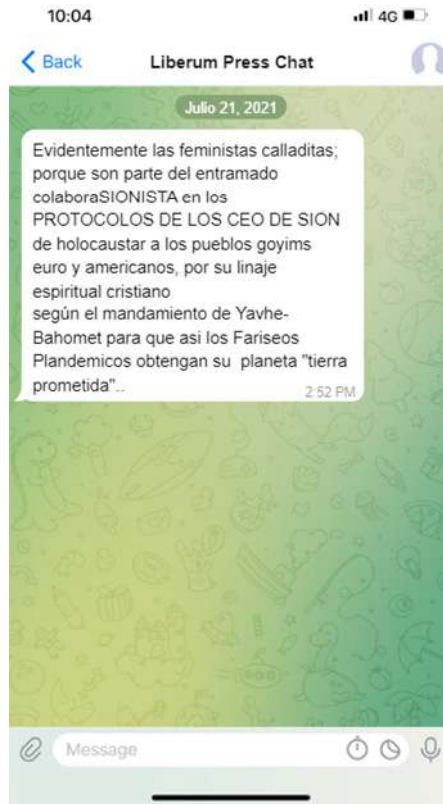 10:04
4G
Back
Liberum Press Chat
Julio 21, 2021
Evidentemente las feministas calladitas;
porque son parte del entramado
colaboraSIONISTA en los
PROTOCOLOS DE LOS CEO DE SION
de holocaustar a los pueblos goyims
euro y americanos, por su linaje
espiritual cristiano
según el mandamiento de Yavhe-
Bahomet para que asi los Fariseos
Plandemicos obtengan su planeta "tierra
prometida"..
2:52 PM
Message